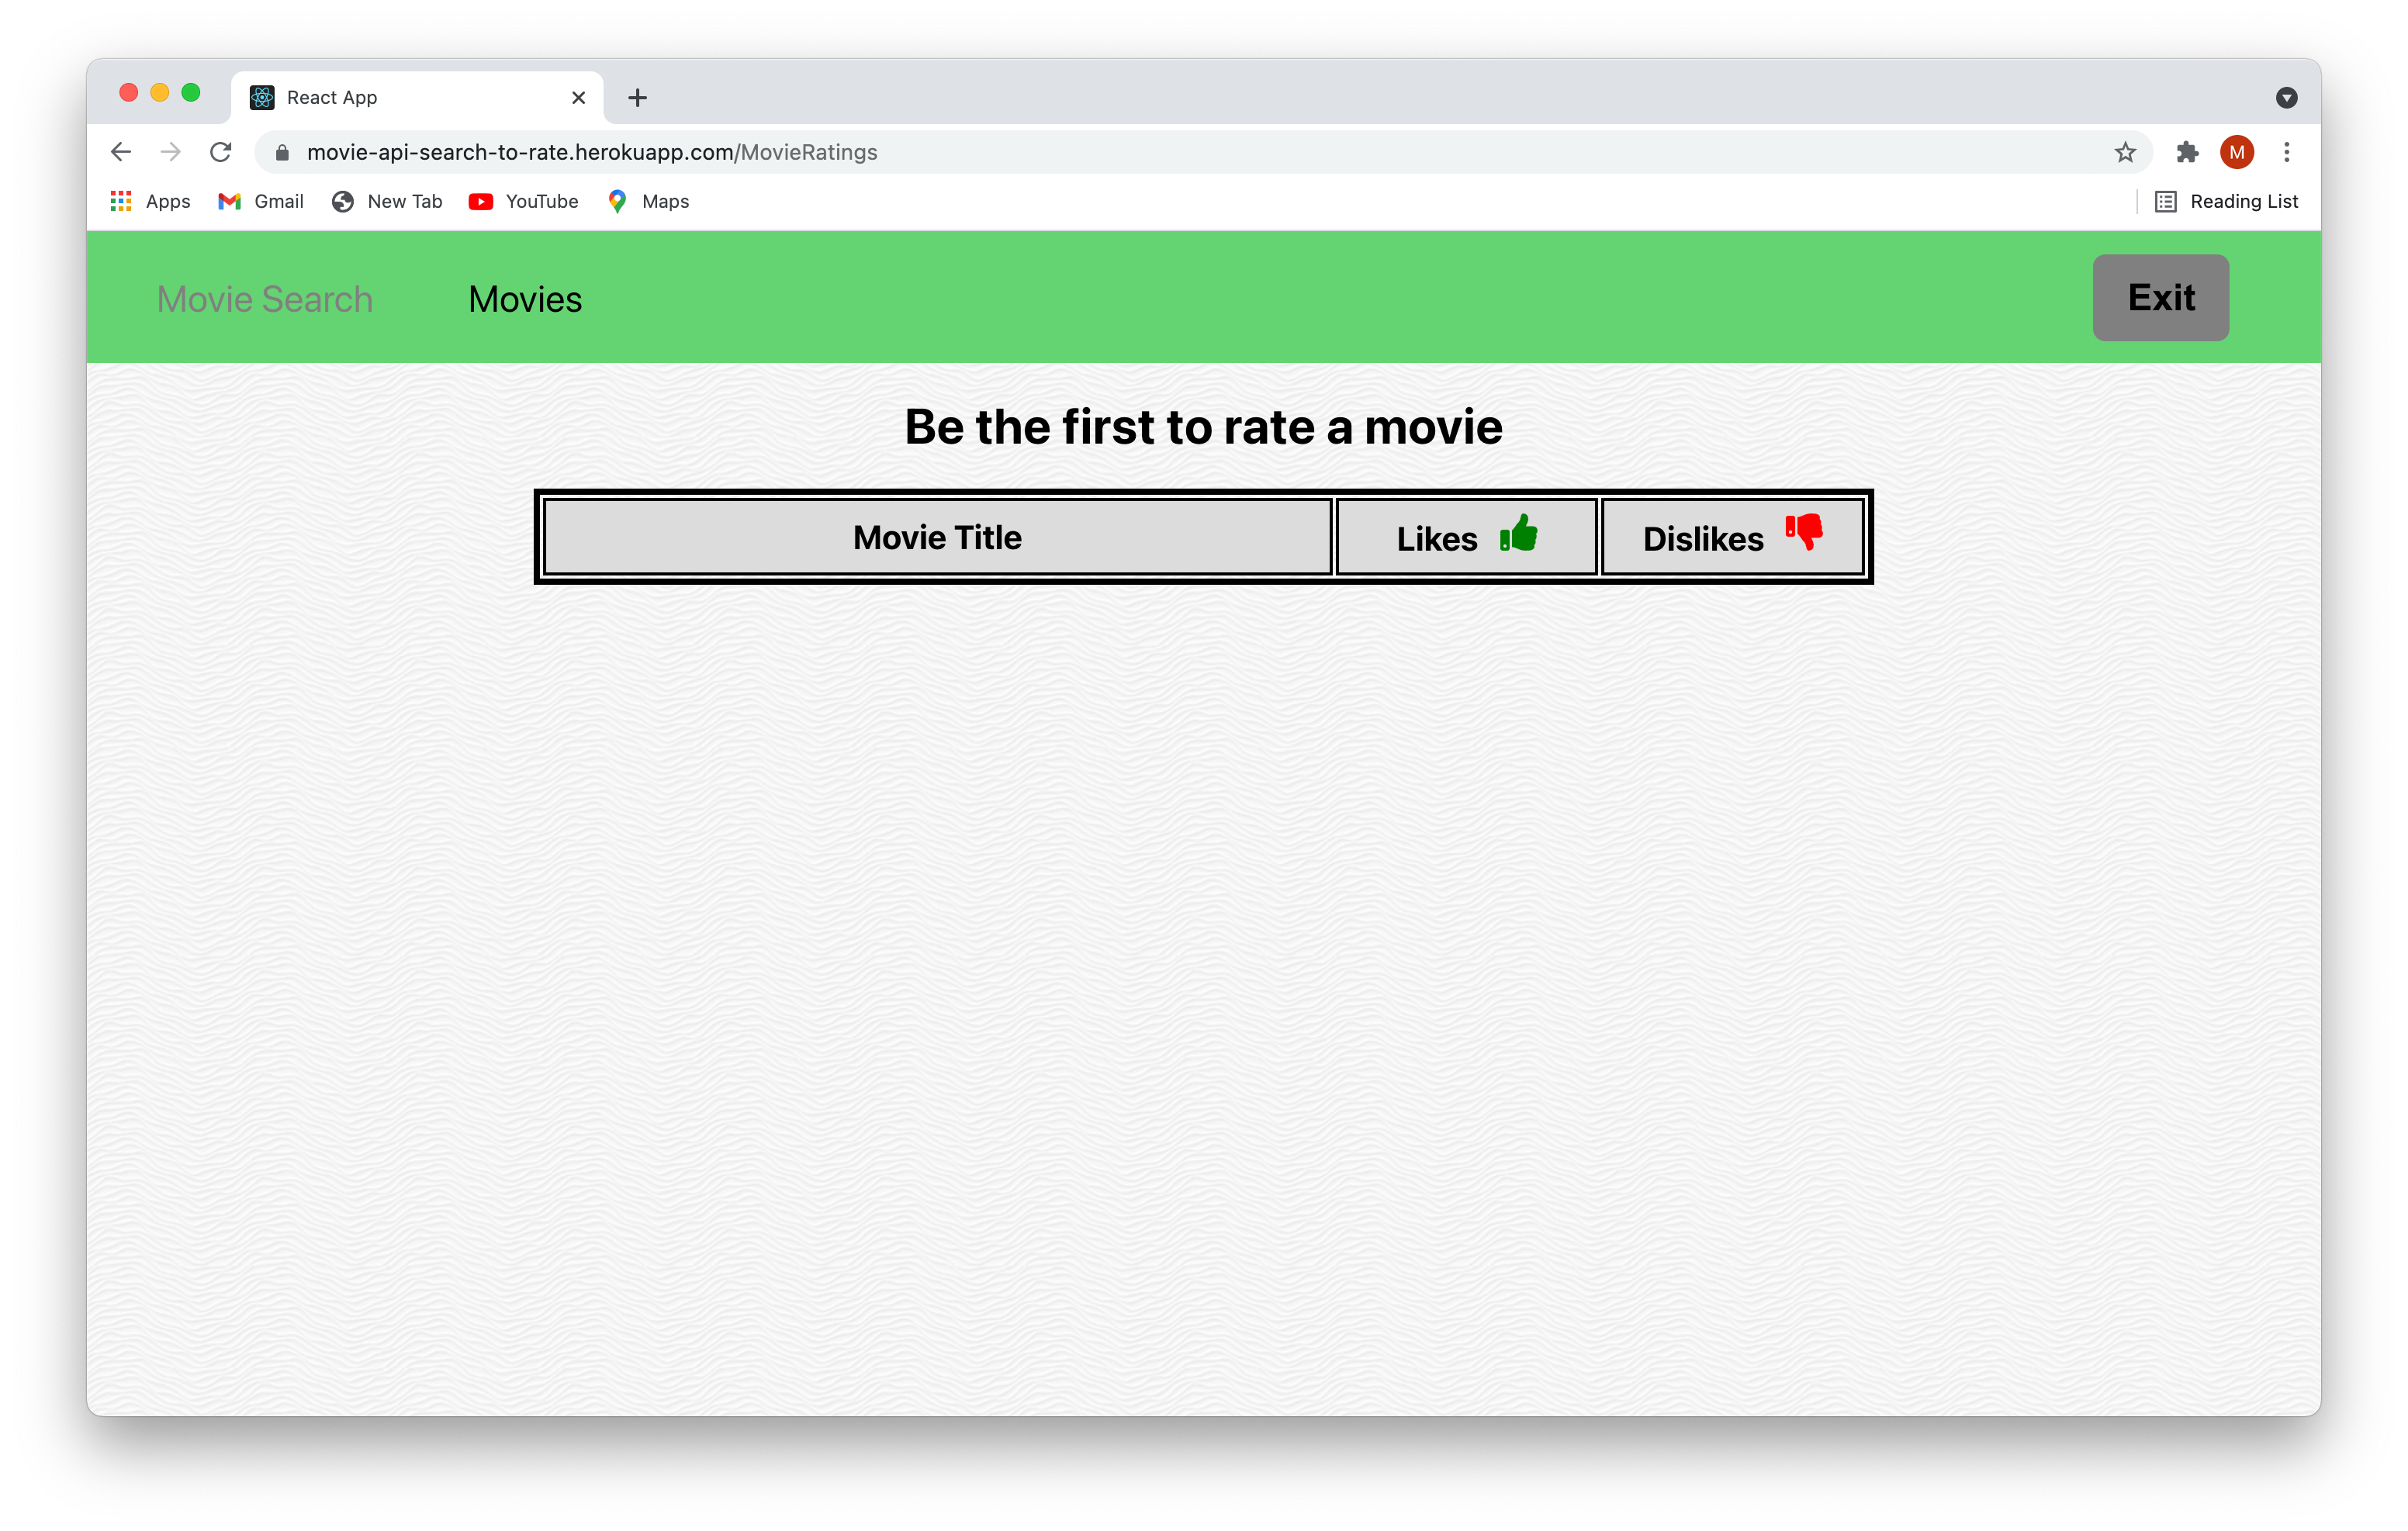 React App
movie-api-search-to-rate.herokuapp.com/MovieRatings
M
Apps Gmail New Tab YouTube Maps Reading List
Movie Search Movies Exit
Be the first to rate a movie
Movie Title Likes Dislikes